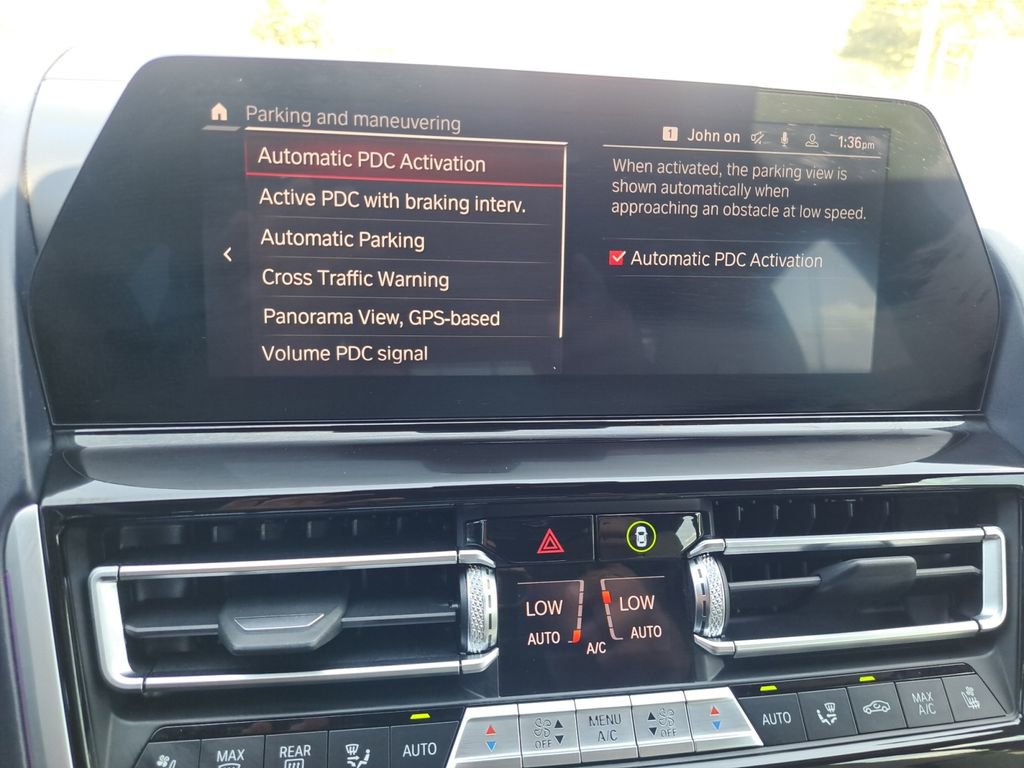 Parking and maneuvering
1 John on 1:36pm
Automatic PDC Activation
Active PDC with braking interv.
Automatic Parking
Cross Traffic Warning
Panorama View, GPS-based
Volume PDC signal
When activated, the parking view is
shown automatically when
approaching an obstacle at low speed.
Automatic PDC Activation
LOW LOW
AUTO A/C AUTO
MAX
REAR
AUTO
OFF
MENU
A/C
OFF
AUTO
MAX
A/C